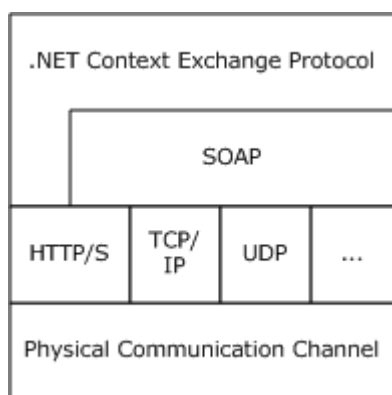 .NET Context Exchange Protocol
SOAP
HTTP/S
TCP/
IP
UDP
...
Physical Communication Channel